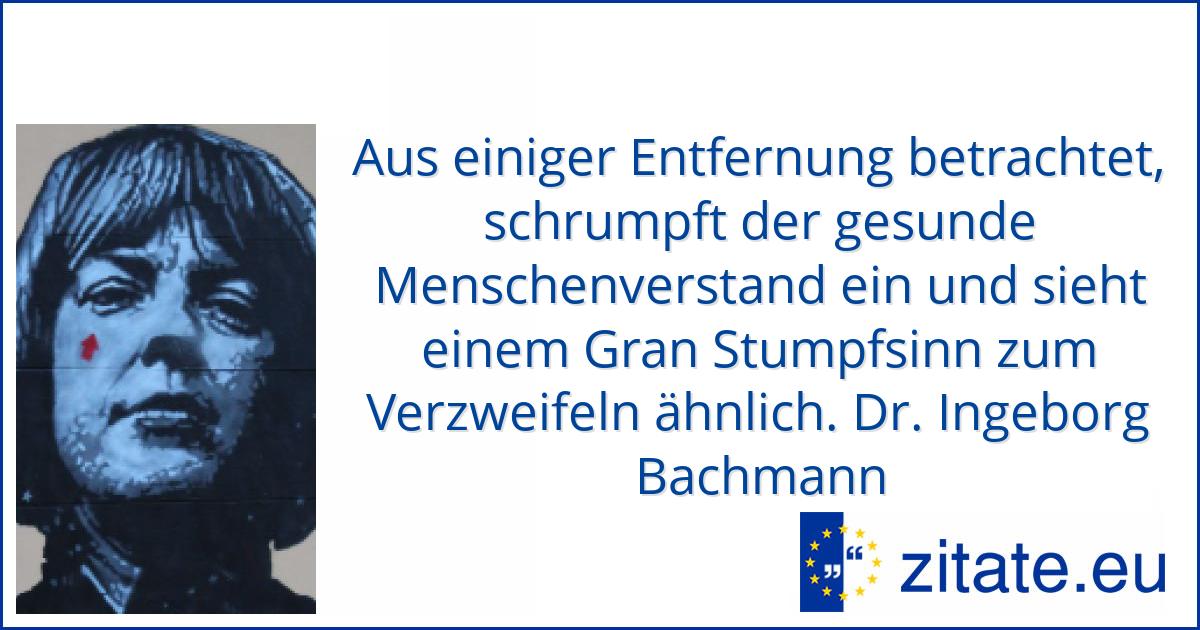 Aus einiger Entfernung betrachtet,
schrumpft der gesunde
Menschenverstand ein und sieht
einem Gran Stumpfsinn zum
Verzweifeln ähnlich. Dr. Ingeborg
Bachmann
zitate.eu